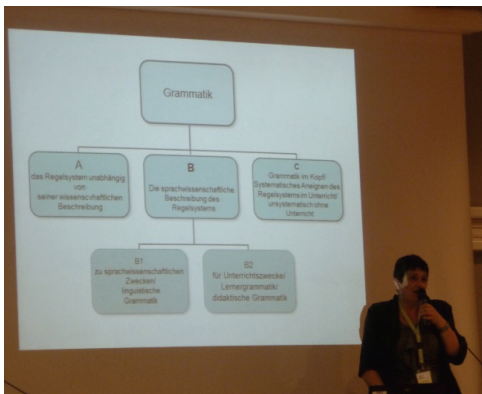 Grammatik
A
das Regelsystem unabhängig
von
seiner wissenscvhaftlichen
Beschreibung
B
Die sprachwissenschaftliche
Beschreibung des
Regelsystems
C
Grammatik im Kopf/
Systematisches Aneignen des
Regelsystems im Unterricht/
unsystematisch ohne
Unterricht
B1
zu sprachwissenschaftlichen
Zwecken/
linguistische
Grammatik
B2
für Unterrichtszwecke/
Lernergrammatik/
didaktische Grammatik